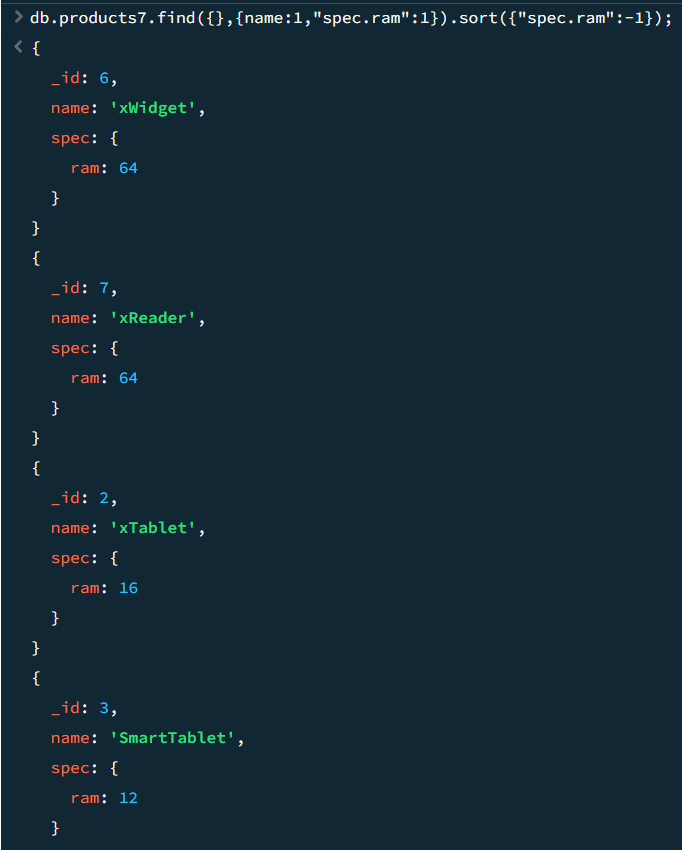 > db.products7.find({},{name:1,"spec.ram":1}).sort({"spec.ram":-1});
< {
_id: 6,
name: 'xWidget',
spec: {
ram: 64
}
}
{
_id: 7,
name: 'xReader',
spec: {
ram: 64
}
}
{
_id: 2,
name: 'xTablet',
spec: {
ram: 16
}
}
{
_id: 3,
name: 'SmartTablet',
spec: {
ram: 12
}